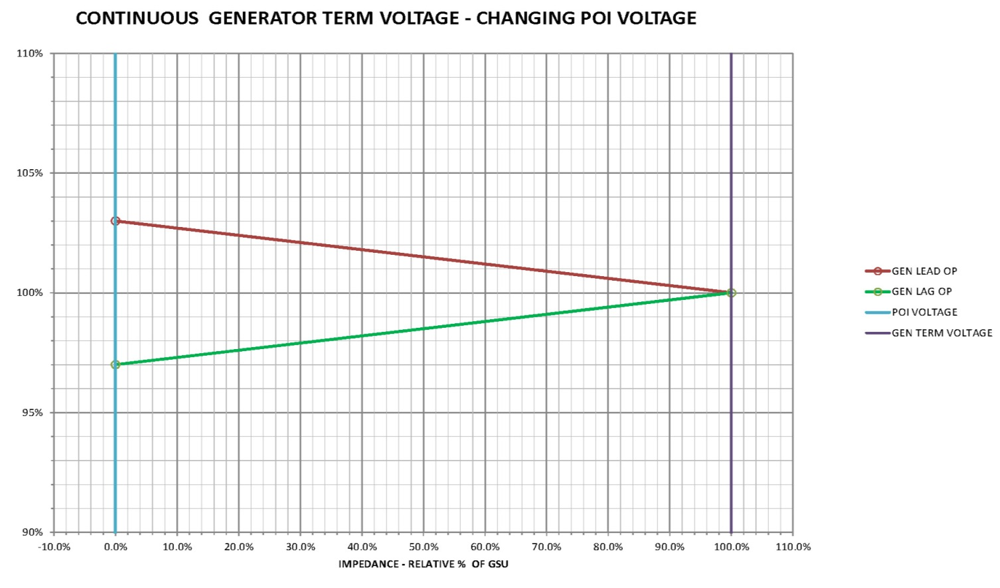 CONTINUOUS GENERATOR TERM VOLTAGE - CHANGING POI VOLTAGE
110%
105%
100%
95%
90%
-10.0% 0.0% 10.0% 20.0% 30.0% 40.0% 50.0% 60.0% 70.0% 80.0% 90.0% 100.0% 110.0%
IMPEDANCE - RELATIVE % OF GSU
GEN LEAD OP
GEN LAG OP
POI VOLTAGE
GEN TERM VOLTAGE